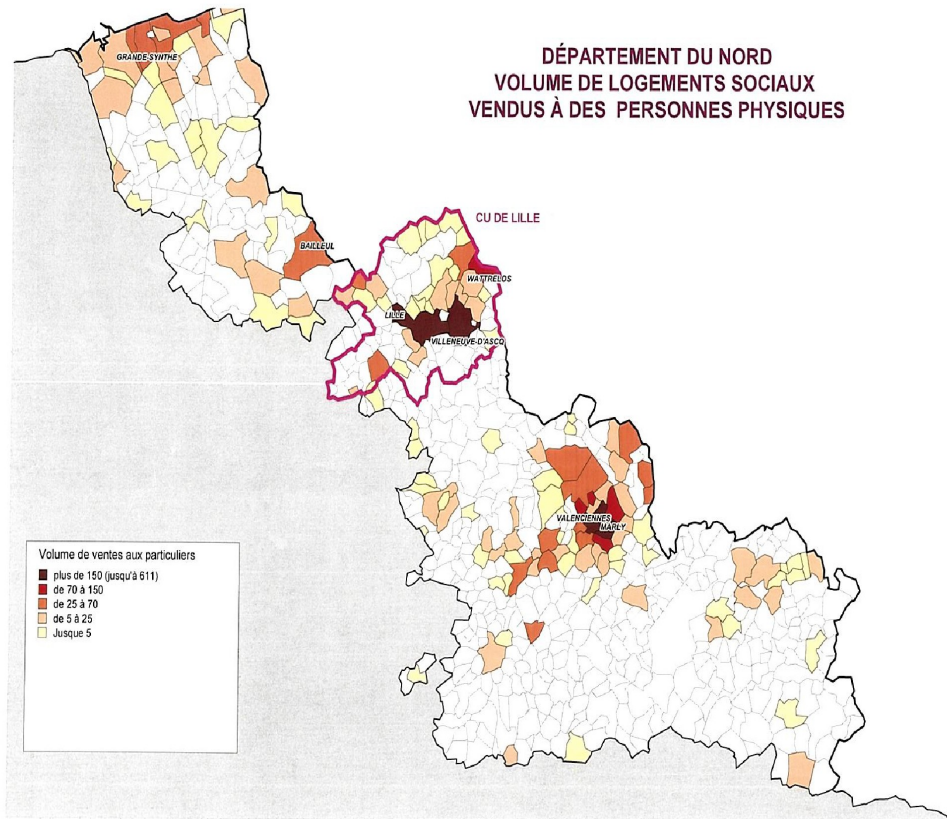 DÉPARTEMENT DU NORD
VOLUME DE LOGEMENTS SOCIAUX
VENDUS À DES PERSONNES PHYSIQUES
GRANDE-SYNTHE
CU DE LILLE
BAILLEUL
WATTRELOS
LILLE
VILLENEUVE-D'ASCQ
VALENCIENNES
MARLY
Volume de ventes aux particuliers
plus de 150 (jusqu'à 611)
de 70 à 150
de 25 à 70
de 5 à 25
Jusque 5